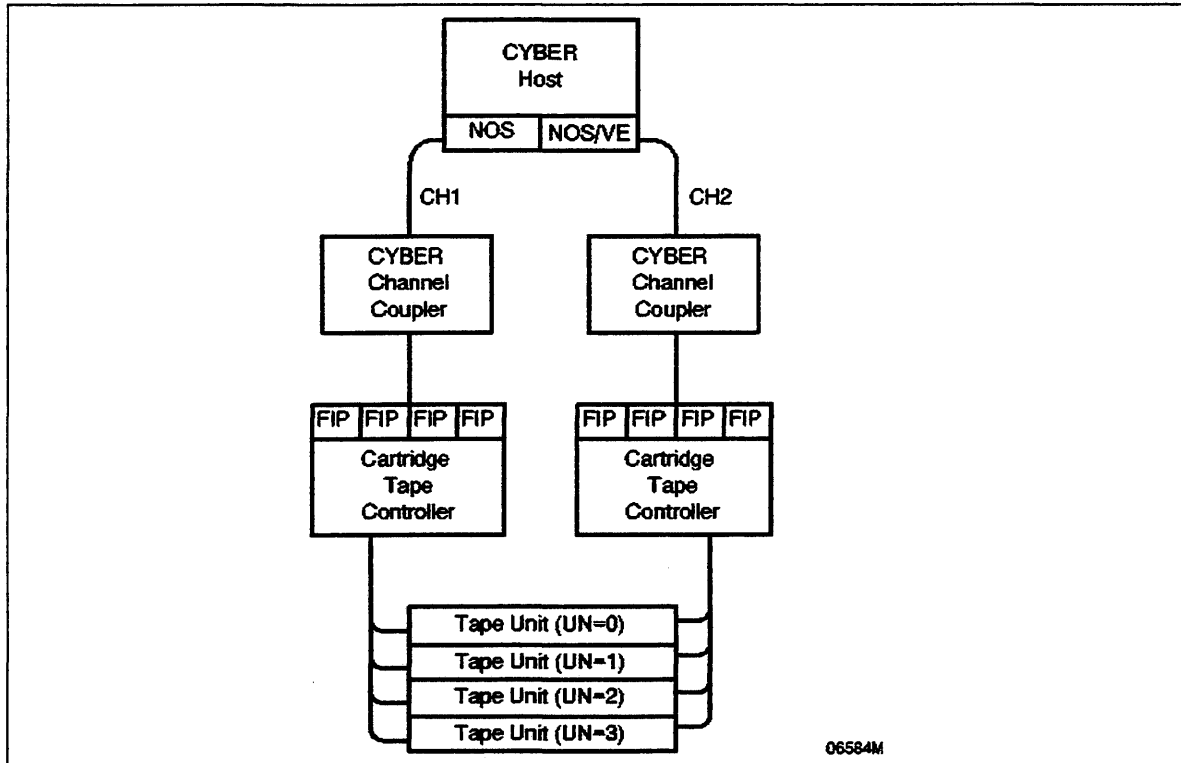 CYBER
Host
NOS NOS/VE
CH1 CH2
CYBER
Channel
Coupler
CYBER
Channel
Coupler
FIP FIP FIP FIP
Cartridge
Tape
Controller
FIP FIP FIP FIP
Cartridge
Tape
Controller
Tape Unit (UN=0)
Tape Unit (UN=1)
Tape Unit (UN=2)
Tape Unit (UN=3)
06584M